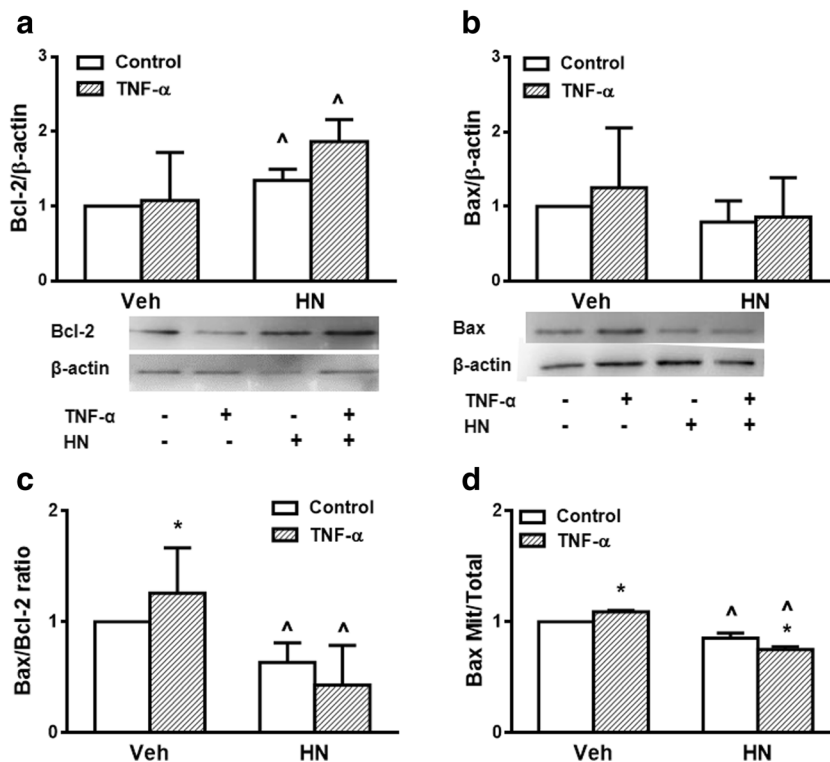 a
3
Control
TNF-α
Bcl-2/β-actin
2
1
0
^
^
Veh
HN
Bcl-2
β-actin
TNF-α - + - +
HN - - + +
b
3
Control
TNF-α
Bax/β-actin
2
1
0
Veh
HN
Bax
β-actin
TNF-α - + - +
HN - - + +
c
2
Control
TNF-α
Bax/Bcl-2 ratio
1
0
*
^
^
Veh
HN
d
2
Control
TNF-α
Bax Mit/Total
1
0
*
^
^
*
Veh
HN